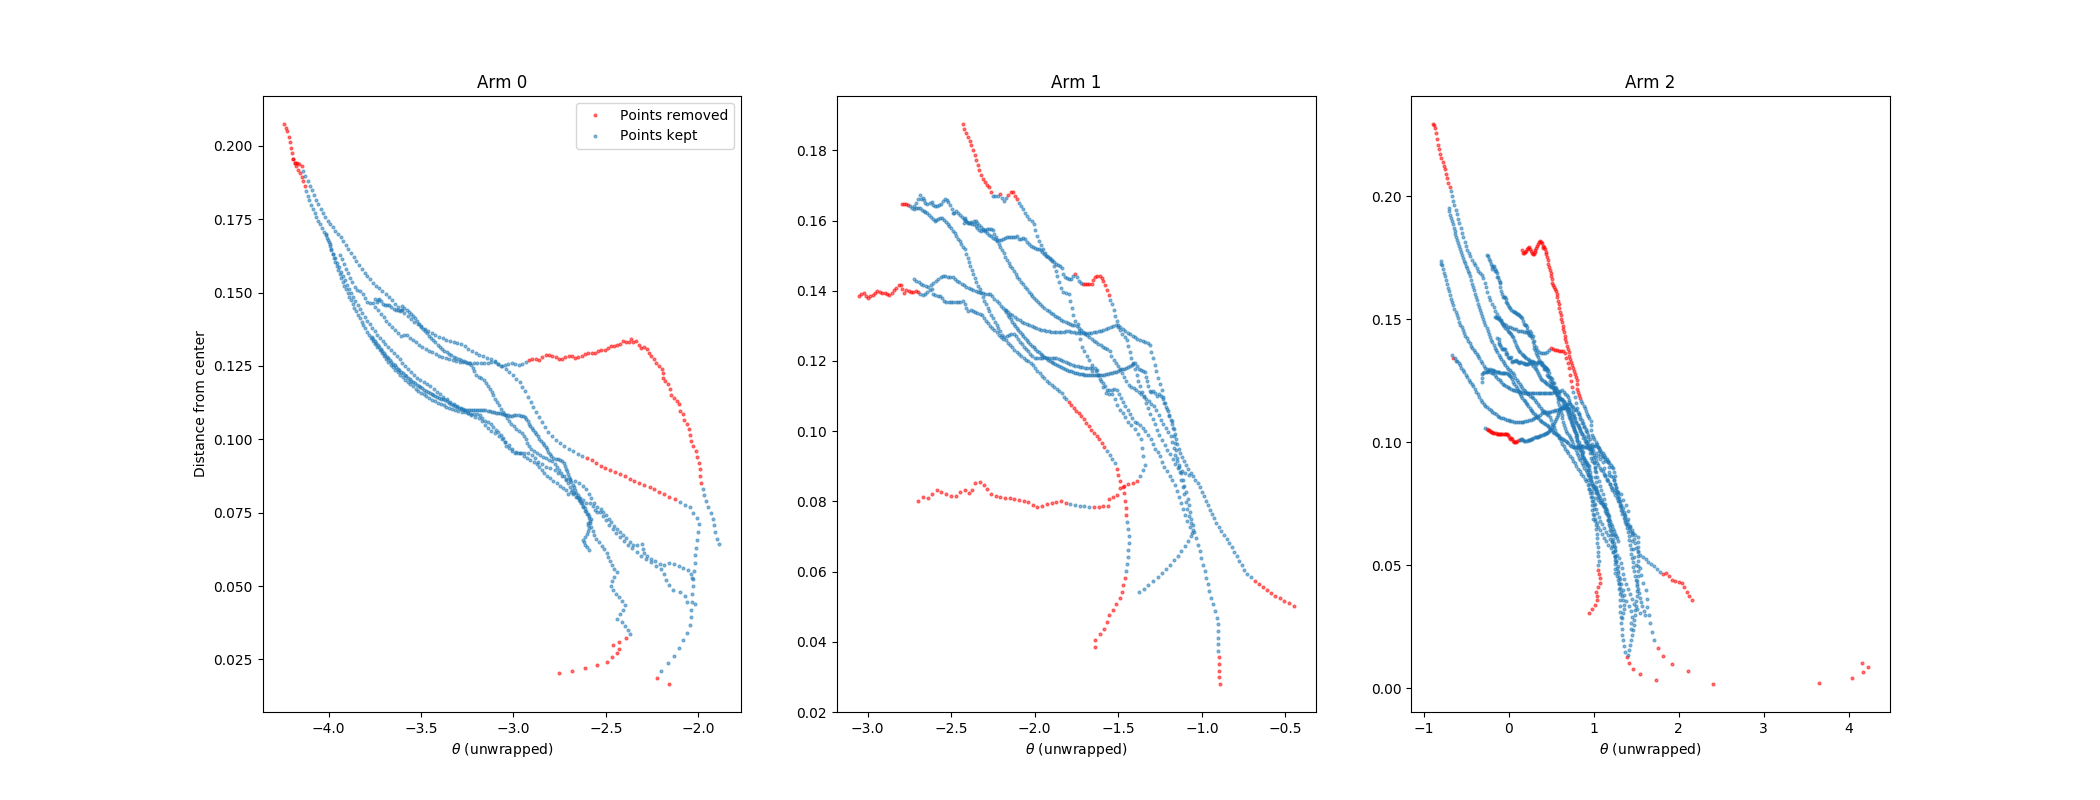 Arm 0
Arm 1
Arm 2
Points removed
Points kept
Distance from center
0.200
0.175
0.150
0.125
0.100
0.075
0.050
0.025
−4.0 −3.5 −3.0 −2.5 −2.0
θ (unwrapped)
0.18
0.16
0.14
0.12
0.10
0.08
0.06
0.04
0.02
−3.0 −2.5 −2.0 −1.5 −1.0 −0.5
θ (unwrapped)
0.20
0.15
0.10
0.05
0.00
−1 0 1 2 3 4
θ (unwrapped)